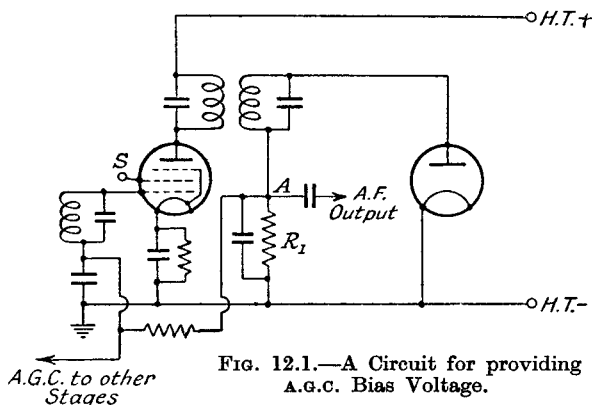 H.T.+
S
A
A.F.
Output
R1
H.T.-
A.G.C. to other
Stages
FIG. 12.1.—A Circuit for providing
A.G.C. Bias Voltage.